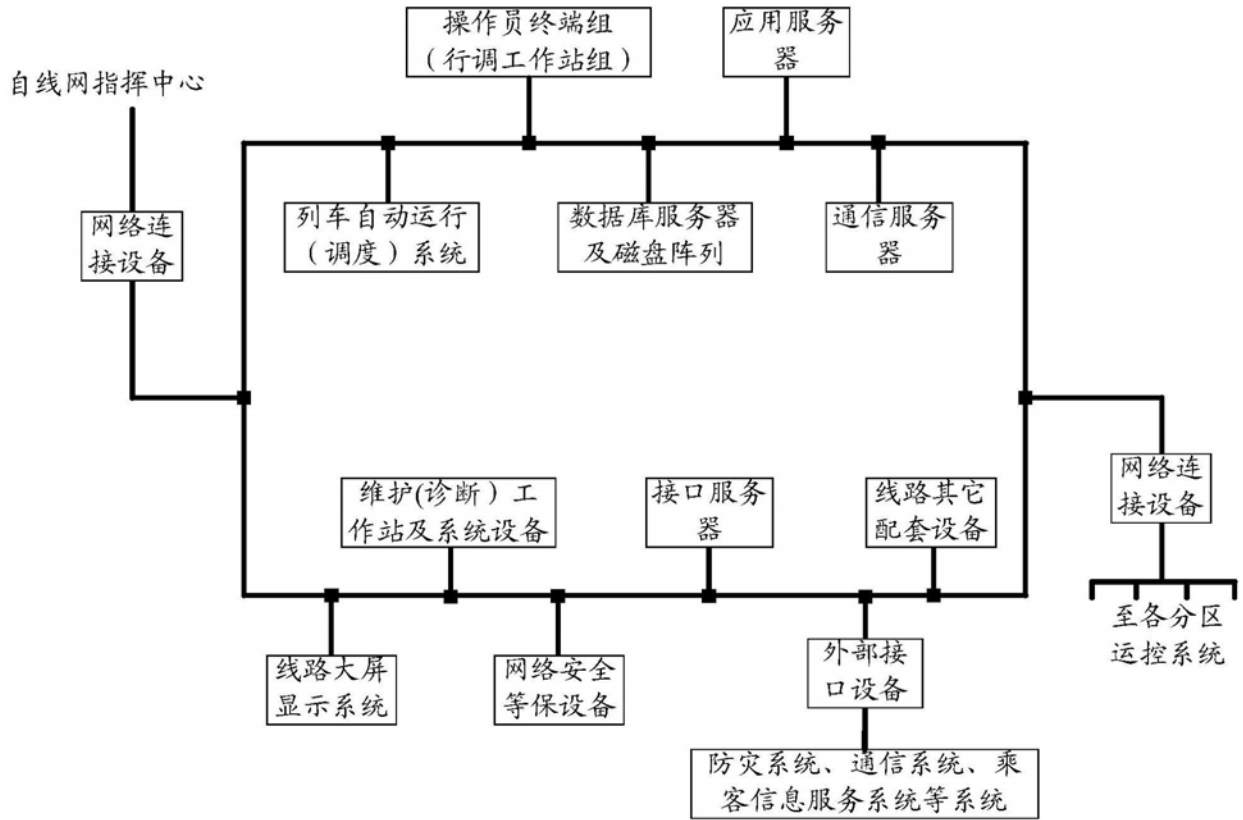 操作员终端组
（行调工作站组）
应用服务
器
自线网指挥中心
网络连
接设备
列车自动运行
（调度）系统
数据库服务器
及磁盘阵列
通信服务
器
维护(诊断）工
作站及系统设备
接口服务
器
线路其它
配套设备
网络连
接设备
至各分区
运控系统
线路大屏
显示系统
网络安全
等保设备
外部接
口设备
防灾系统、通信系统、乘
客信息服务系统等系统